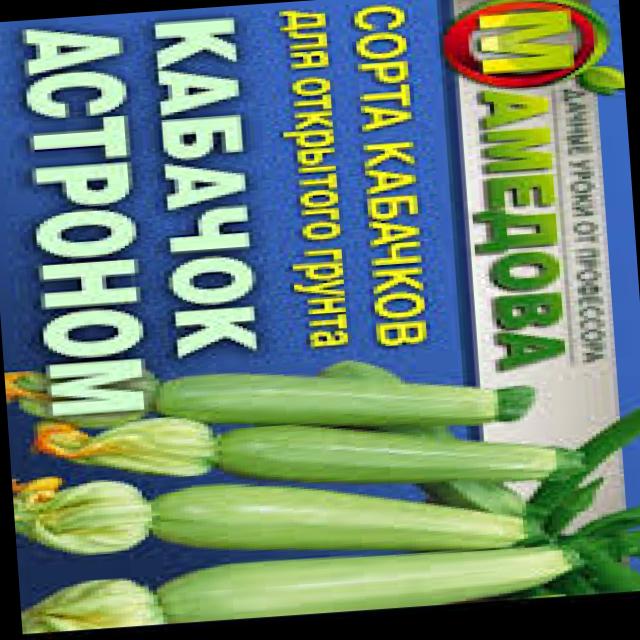 ДАЧНЫЕ УРОКИ ОТ ПРОФЕССОРА
МАМЕДОВА
СОРТА КАБАЧКОВ
ДЛЯ ОТКРЫТОГО ГРУНТА
КАБАЧОК
АСТРОНОМ